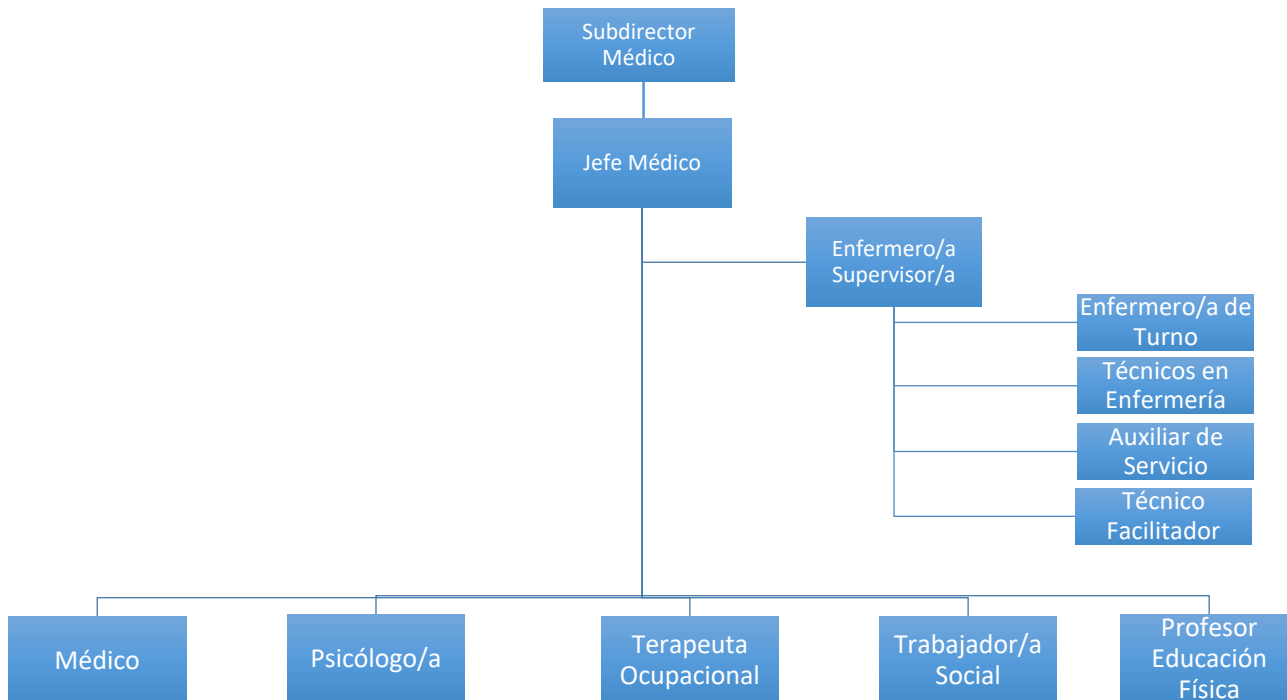 Subdirector
Médico
Jefe Médico
Enfermero/a
Supervisor/a
Enfermero/a de
Turno
Técnicos en
Enfermería
Auxiliar de
Servicio
Técnico
Facilitador
Médico
Psicólogo/a
Terapeuta
Ocupacional
Trabajador/a
Social
Profesor
Educación
Física